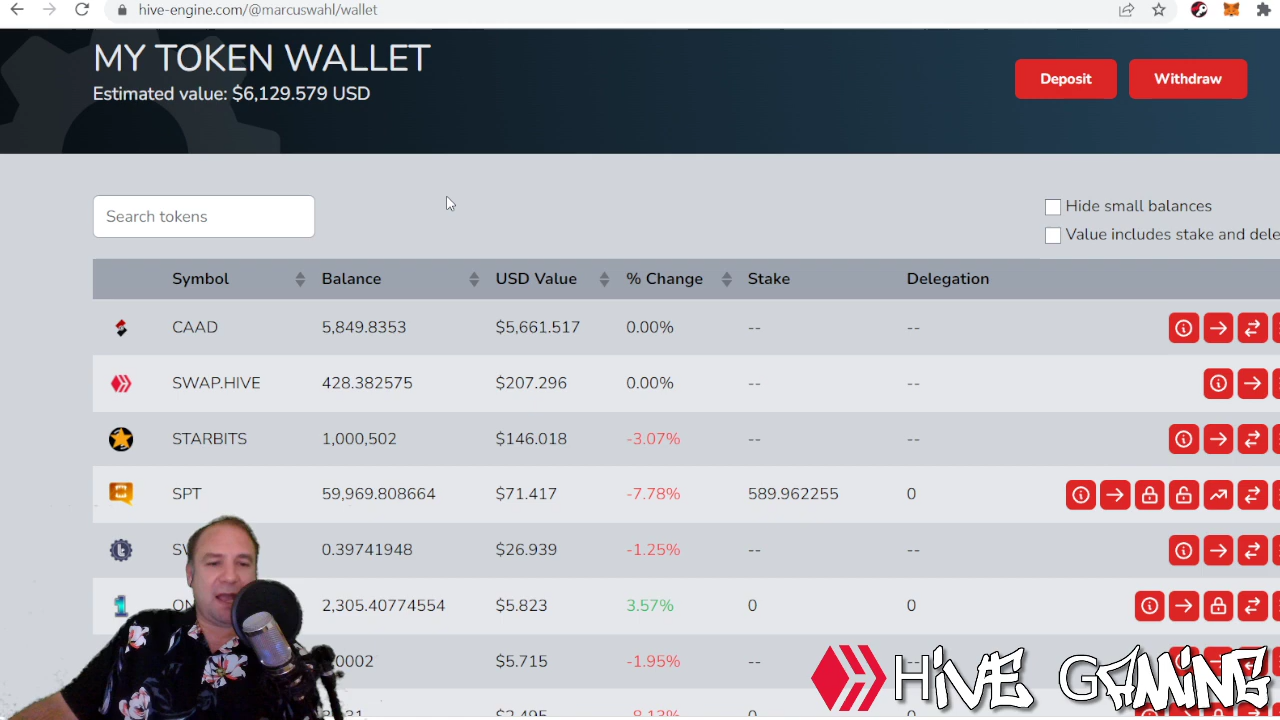 hive-engine.com/@marcuswahl/wallet
MY TOKEN WALLET
Estimated value: $6,129.579 USD
Deposit
Withdraw
Search tokens
Hide small balances
Value includes stake and dele
Symbol Balance USD Value % Change Stake Delegation
CAAD 5,849.8353 $5,661.517 0.00% -- --
SWAP.HIVE 428.382575 $207.296 0.00% -- --
STARBITS 1,000,502 $146.018 -3.07% -- --
SPT 59,969.808664 $71.417 -7.78% 589.962255 0
0.39741948 $26.939 -1.25% -- --
2,305.40774554 $5.823 3.57% 0 0
0002 $5.715 -1.95% -- --
HIVE GAMING